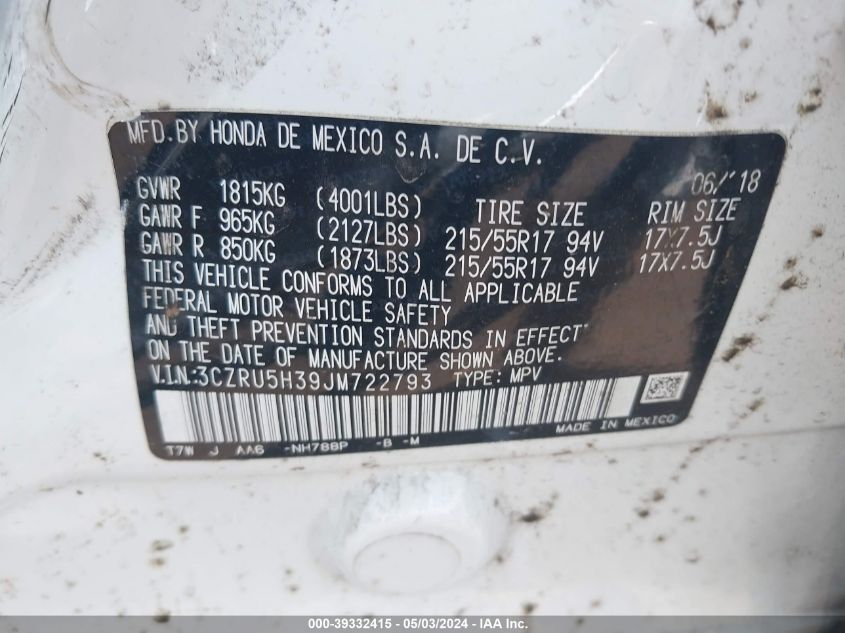 MFD.BY HONDA DE MEXICO S.A. DE C.V.
06/'18
GVWR 1815KG (4001LBS) TIRE SIZE RIM SIZE
GAWR F 965KG (2127LBS) 215/55R17 94V 17X7.5J
GAWR R 850KG (1873LBS) 215/55R17 94V 17X7.5J
THIS VEHICLE CONFORMS TO ALL APPLICABLE
FEDERAL MOTOR VEHICLE SAFETY
AND THEFT PREVENTION STANDARDS IN EFFECT
ON THE DATE OF MANUFACTURE SHOWN ABOVE.
V.I.N.:3CZRU5H39JM722793 TYPE: MPV
T7W J AA6 -NH788P -B -M MADE IN MEXICO
000-39332415 - 05/03/2024 - IAA Inc.